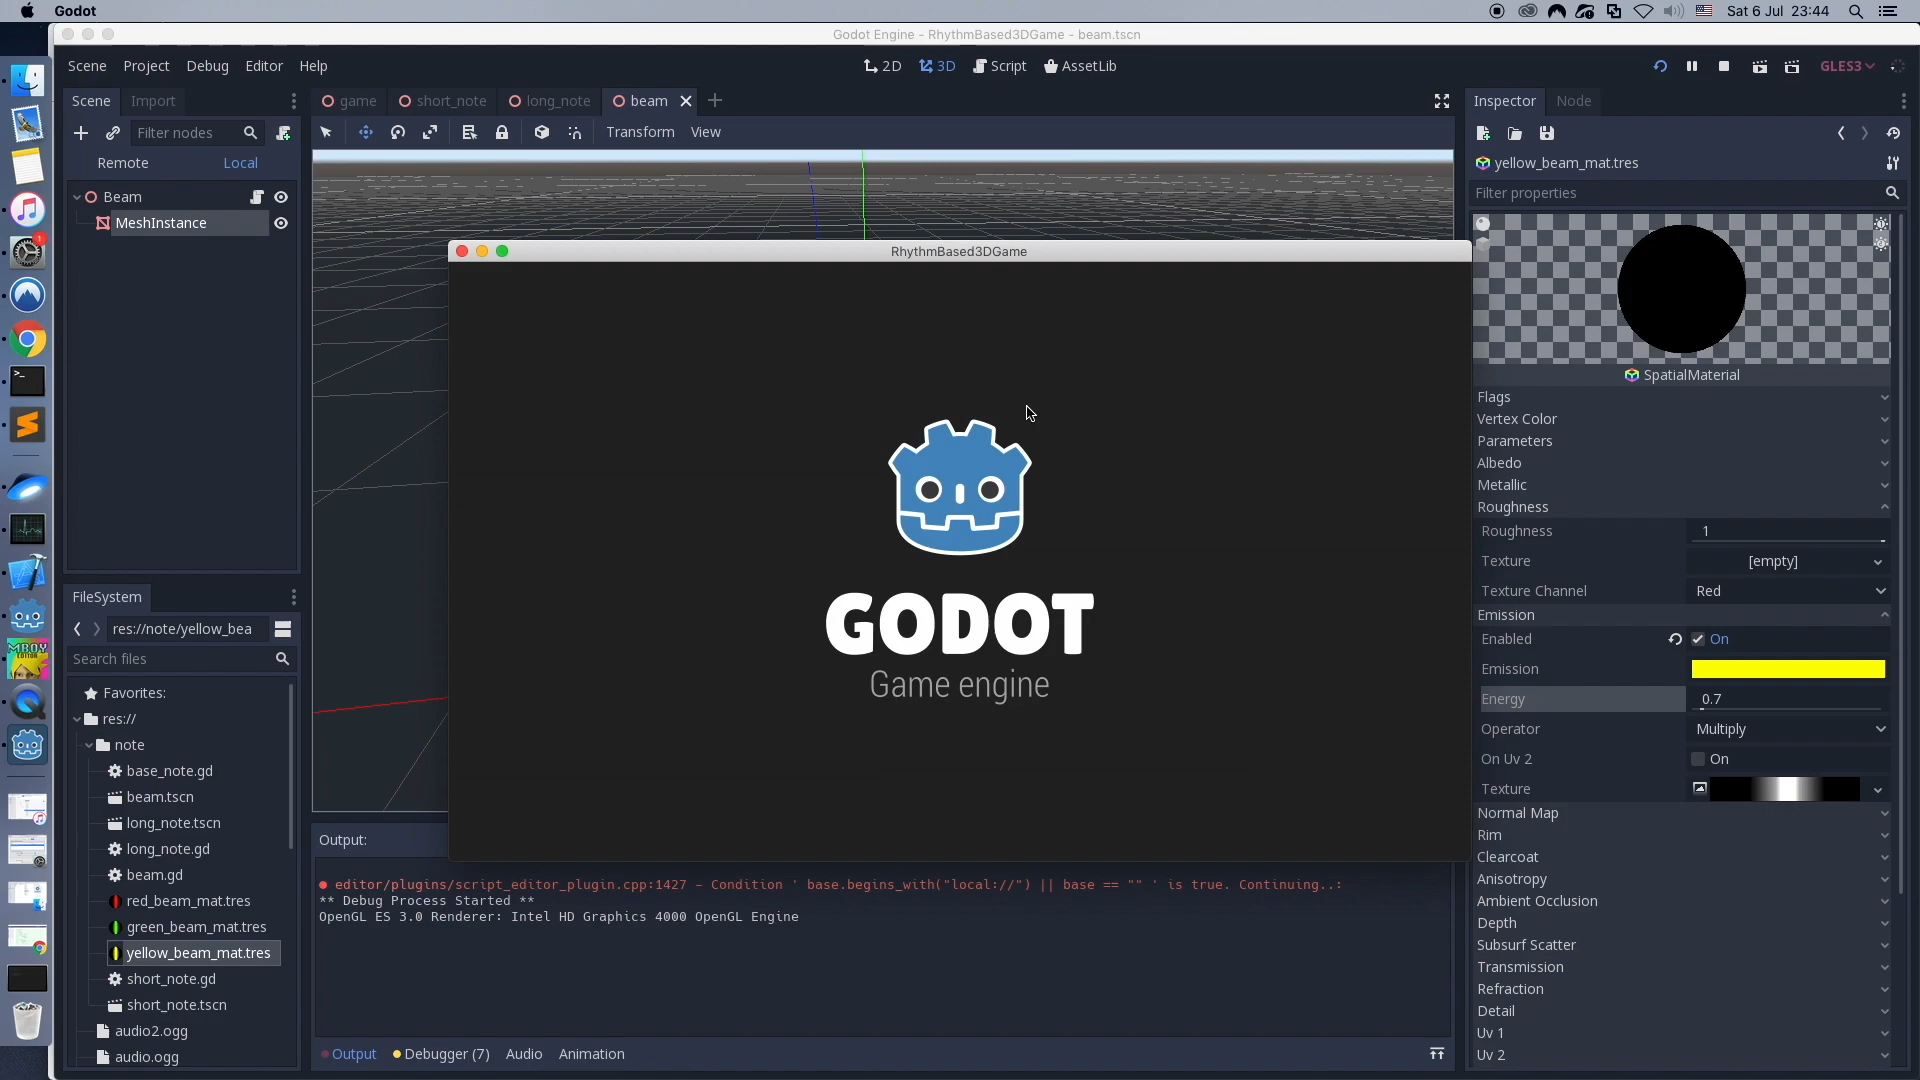 Godot
Sat 6 Jul 23:44
Godot Engine - RhythmBased3DGame - beam.tscn
Scene Project Debug Editor Help
2D 3D Script AssetLib
GLES3
Scene Import
game short_note long_note beam
Inspector Node
Filter nodes
Transform View
Remote Local
yellow_beam_mat.tres
Filter properties
Beam
MeshInstance
RhythmBased3DGame
GODOT
Game engine
SpatialMaterial
Flags
Vertex Color
Parameters
Albedo
Metallic
Roughness
Roughness 1
Texture [empty]
Texture Channel Red
Emission
Enabled On
Emission
Energy 0.7
Operator Multiply
On Uv 2 On
Texture
Normal Map
Rim
Clearcoat
Anisotropy
Ambient Occlusion
Depth
Subsurf Scatter
Transmission
Refraction
Detail
Uv 1
Uv 2
FileSystem
res://note/yellow_bea
Search files
Favorites:
res://
note
base_note.gd
beam.tscn
long_note.tscn
long_note.gd
beam.gd
red_beam_mat.tres
green_beam_mat.tres
yellow_beam_mat.tres
short_note.gd
short_note.tscn
audio2.ogg
audio.ogg
Output:
editor/plugins/script_editor_plugin.cpp:1427 - Condition ' base.begins_with("local://") || base == "" ' is true. Continuing..:
** Debug Process Started **
OpenGL ES 3.0 Renderer: Intel HD Graphics 4000 OpenGL Engine
Output Debugger (7) Audio Animation
MBOY
EDITOR